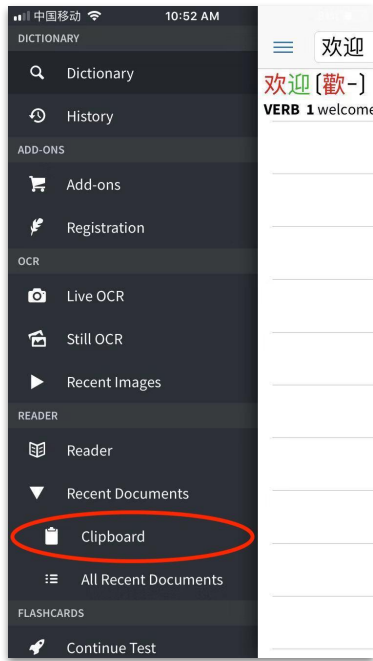 中国移动 10:52 AM
DICTIONARY
Dictionary
History
ADD-ONS
Add-ons
Registration
OCR
Live OCR
Still OCR
Recent Images
READER
Reader
Recent Documents
Clipboard
All Recent Documents
FLASHCARDS
Continue Test
欢迎
欢迎〔歡-〕
VERB 1 welcome